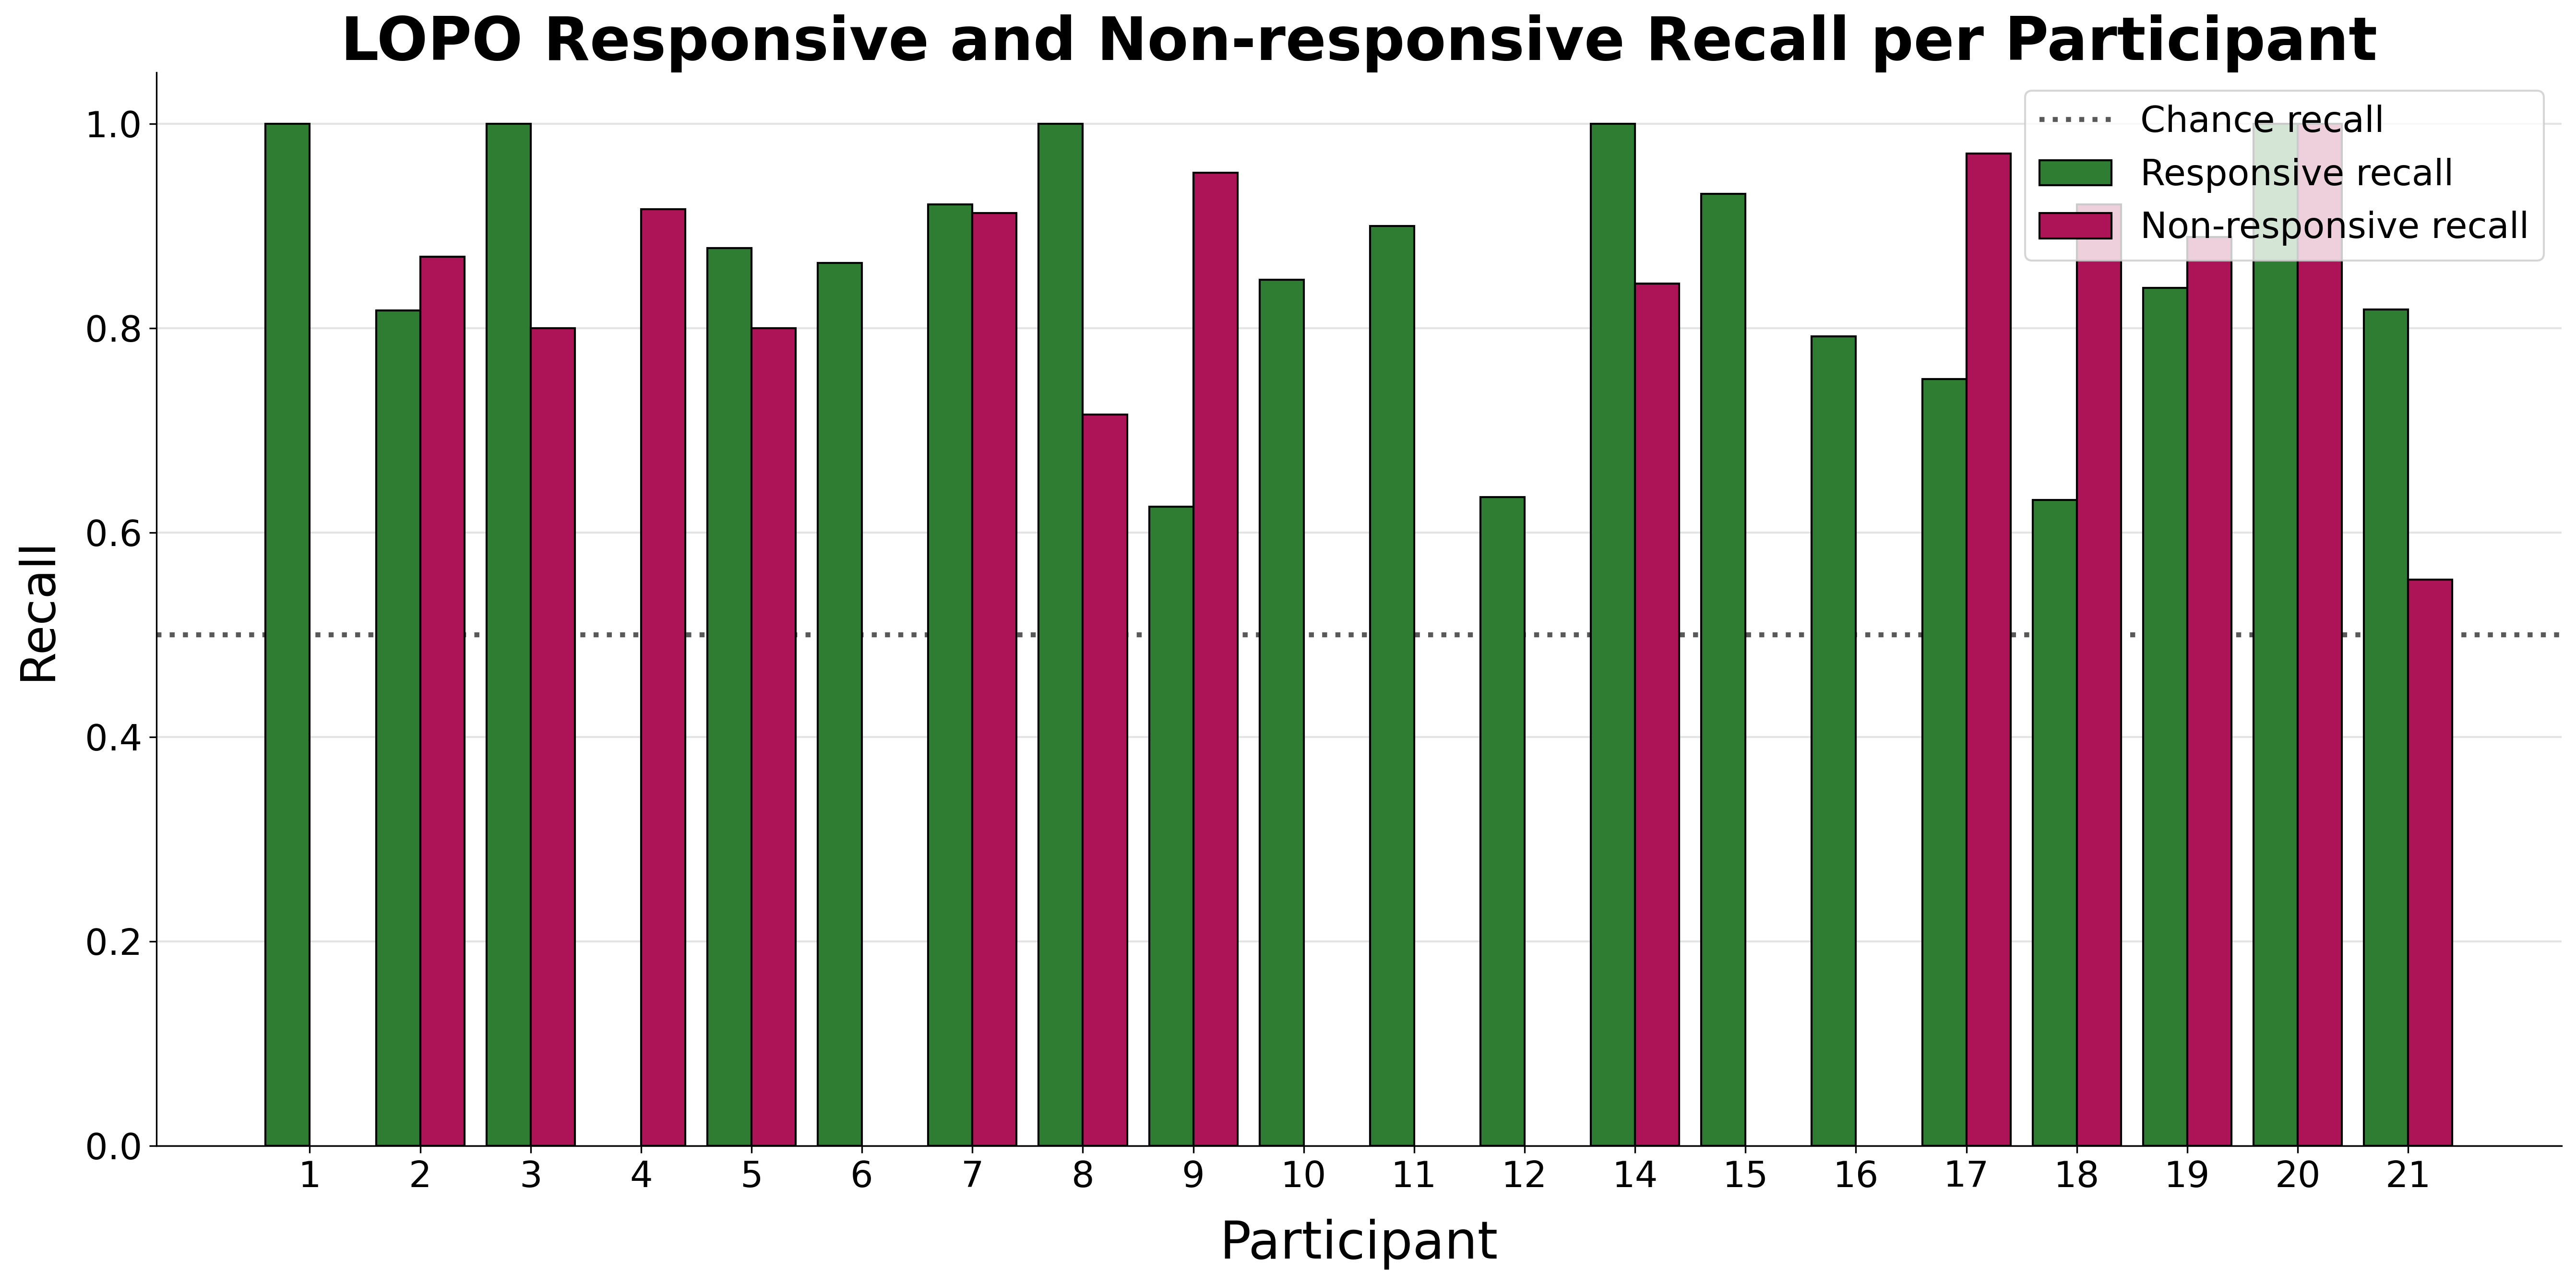 LOPO Responsive and Non-responsive Recall per Participant
Chance recall
Responsive recall
Non-responsive recall
1.0
0.8
0.6
0.4
0.2
0.0
Recall
1 2 3 4 5 6 7 8 9 10 11 12 14 15 16 17 18 19 20 21
Participant